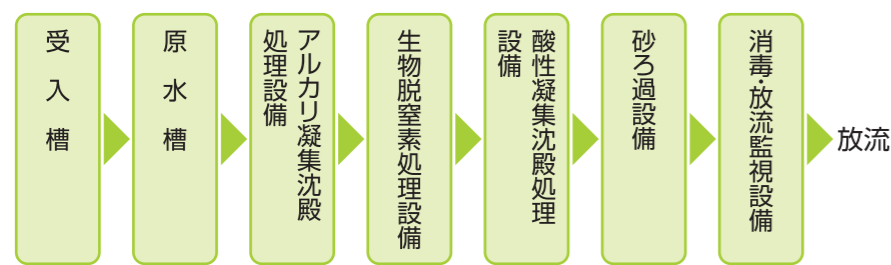 受入槽
原水槽
アルカリ凝集沈殿
処理設備
生物脱窒素処理設備
酸性凝集沈殿処理
設備
砂ろ過設備
消毒・放流監視設備
放流